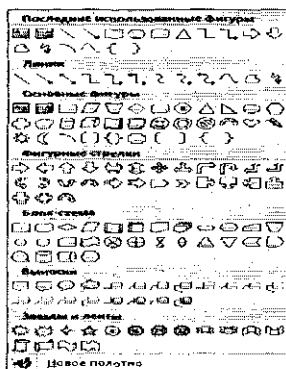 Последние использованные фигуры
Линии
Основные фигуры
Фигурные стрелки
Блок-схема
Выноски
Звезды и ленты
Новое полотно